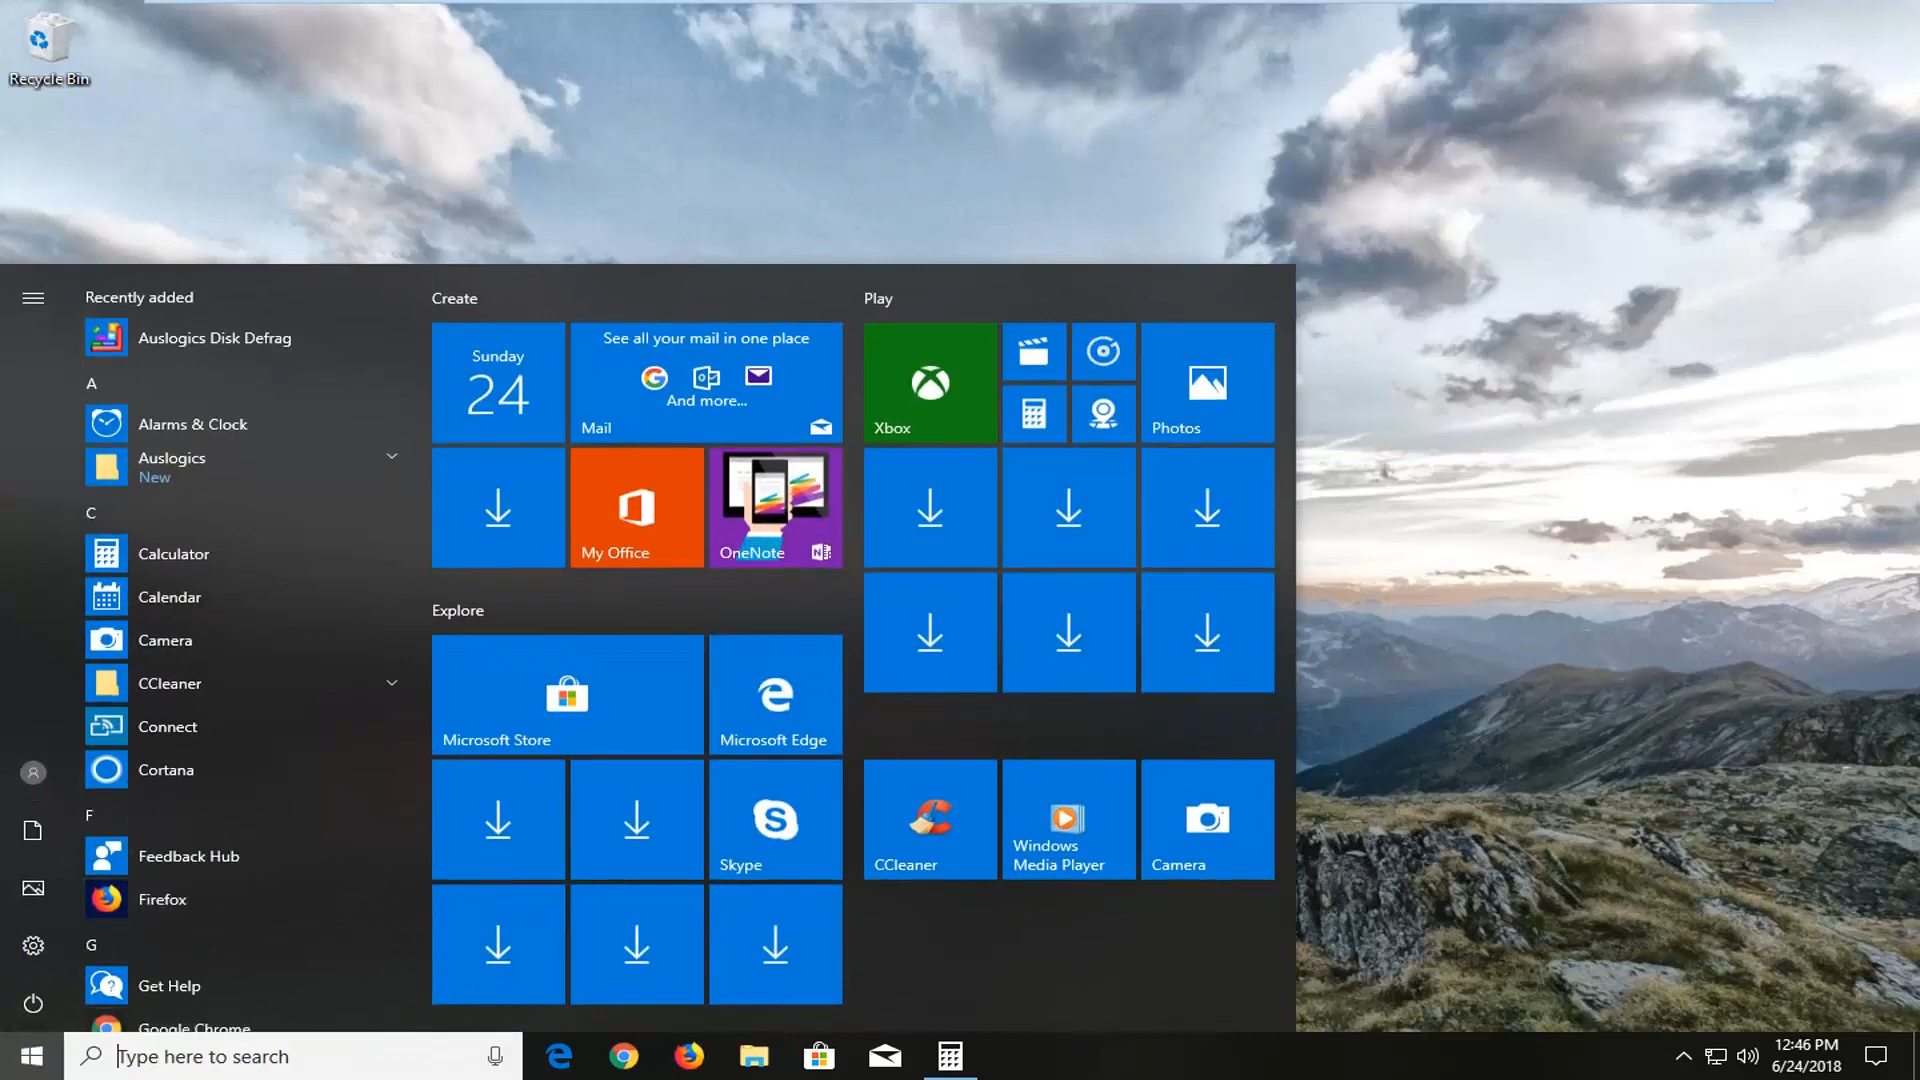 Recycle Bin
Recently added
Auslogics Disk Defrag
A
Alarms & Clock
Auslogics
New
C
Calculator
Calendar
Camera
CCleaner
Connect
Cortana
F
Feedback Hub
Firefox
G
Get Help
Google Chrome
Create
Sunday
24
See all your mail in one place
And more...
Mail
My Office
OneNote
Explore
Microsoft Store
Microsoft Edge
Skype
Play
Xbox
Photos
CCleaner
Windows
Media Player
Camera
Type here to search
12:46 PM
6/24/2018